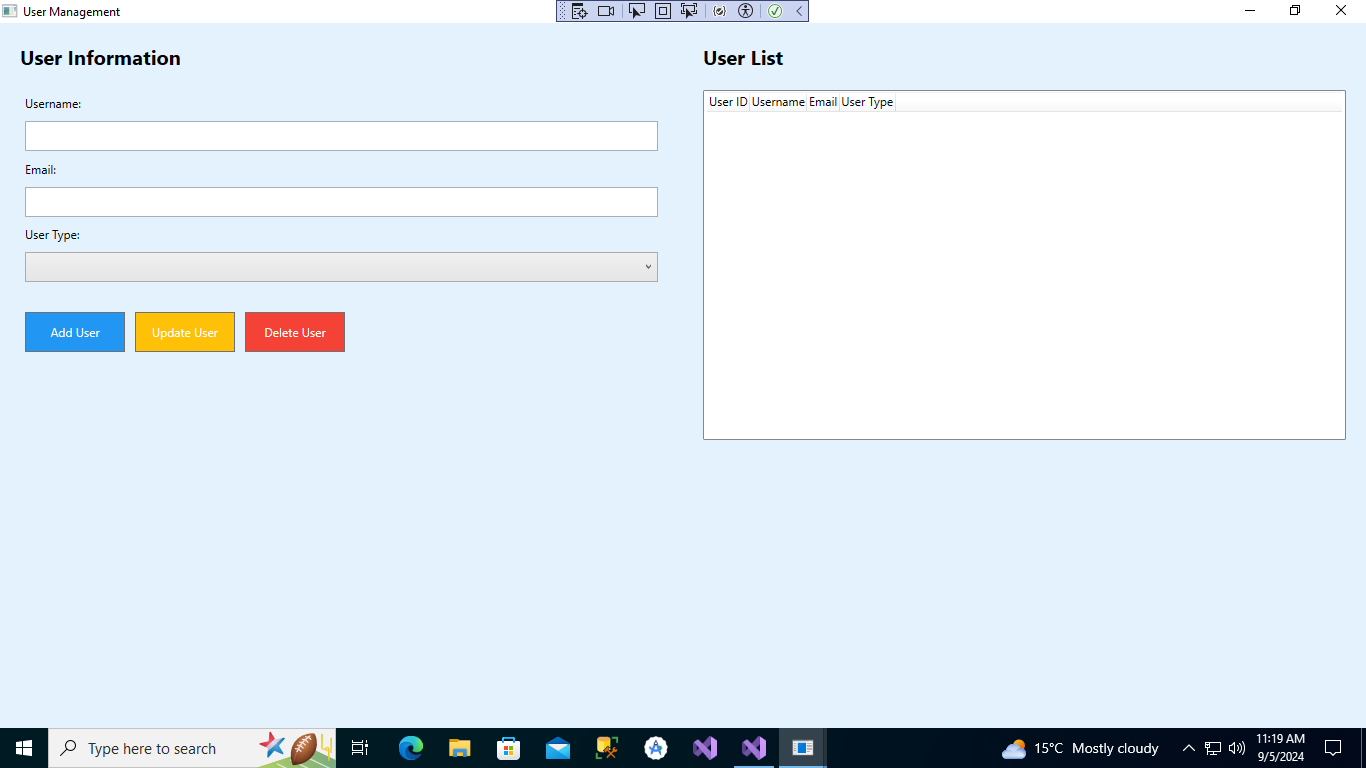 User Management
User Information
Username:
Email:
User Type:
Add User
Update User
Delete User
User List
User ID Username Email User Type
Type here to search
15°C Mostly cloudy
11:19 AM
9/5/2024